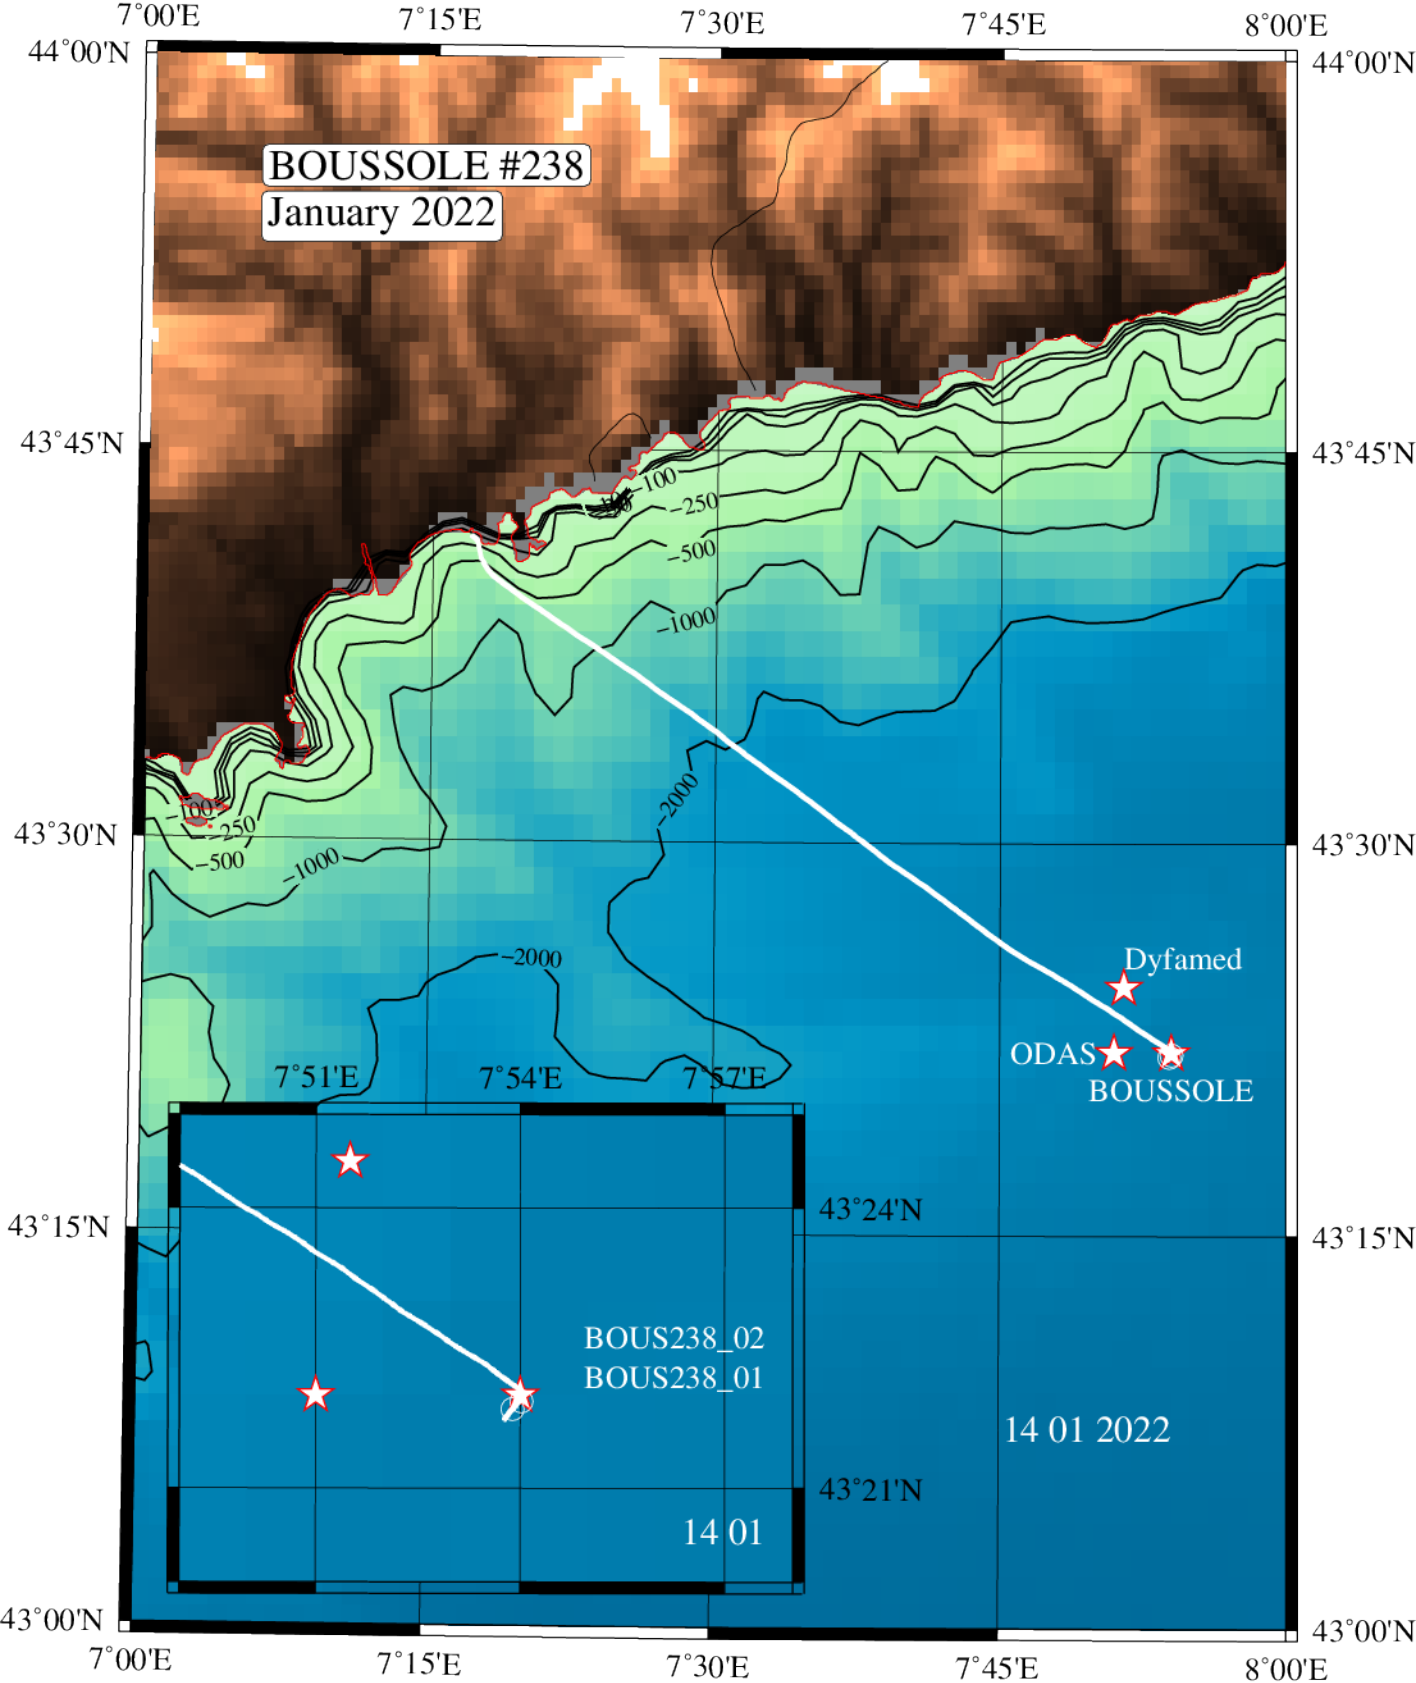 7°00'E 7°15'E 7°30'E 7°45'E 8°00'E
44°00'N 44°00'N
BOUSSOLE #238
January 2022
43°45'N 43°45'N
−100
−250
−500
−1000
−2000
−100
−250
−500
−1000
43°30'N 43°30'N
−2000
Dyfamed
ODAS
BOUSSOLE
7°51'E 7°54'E 7°57'E
43°24'N
43°15'N 43°15'N
BOUS238_02
BOUS238_01
14 01 2022
43°21'N
14 01
43°00'N 43°00'N
7°00'E 7°15'E 7°30'E 7°45'E 8°00'E